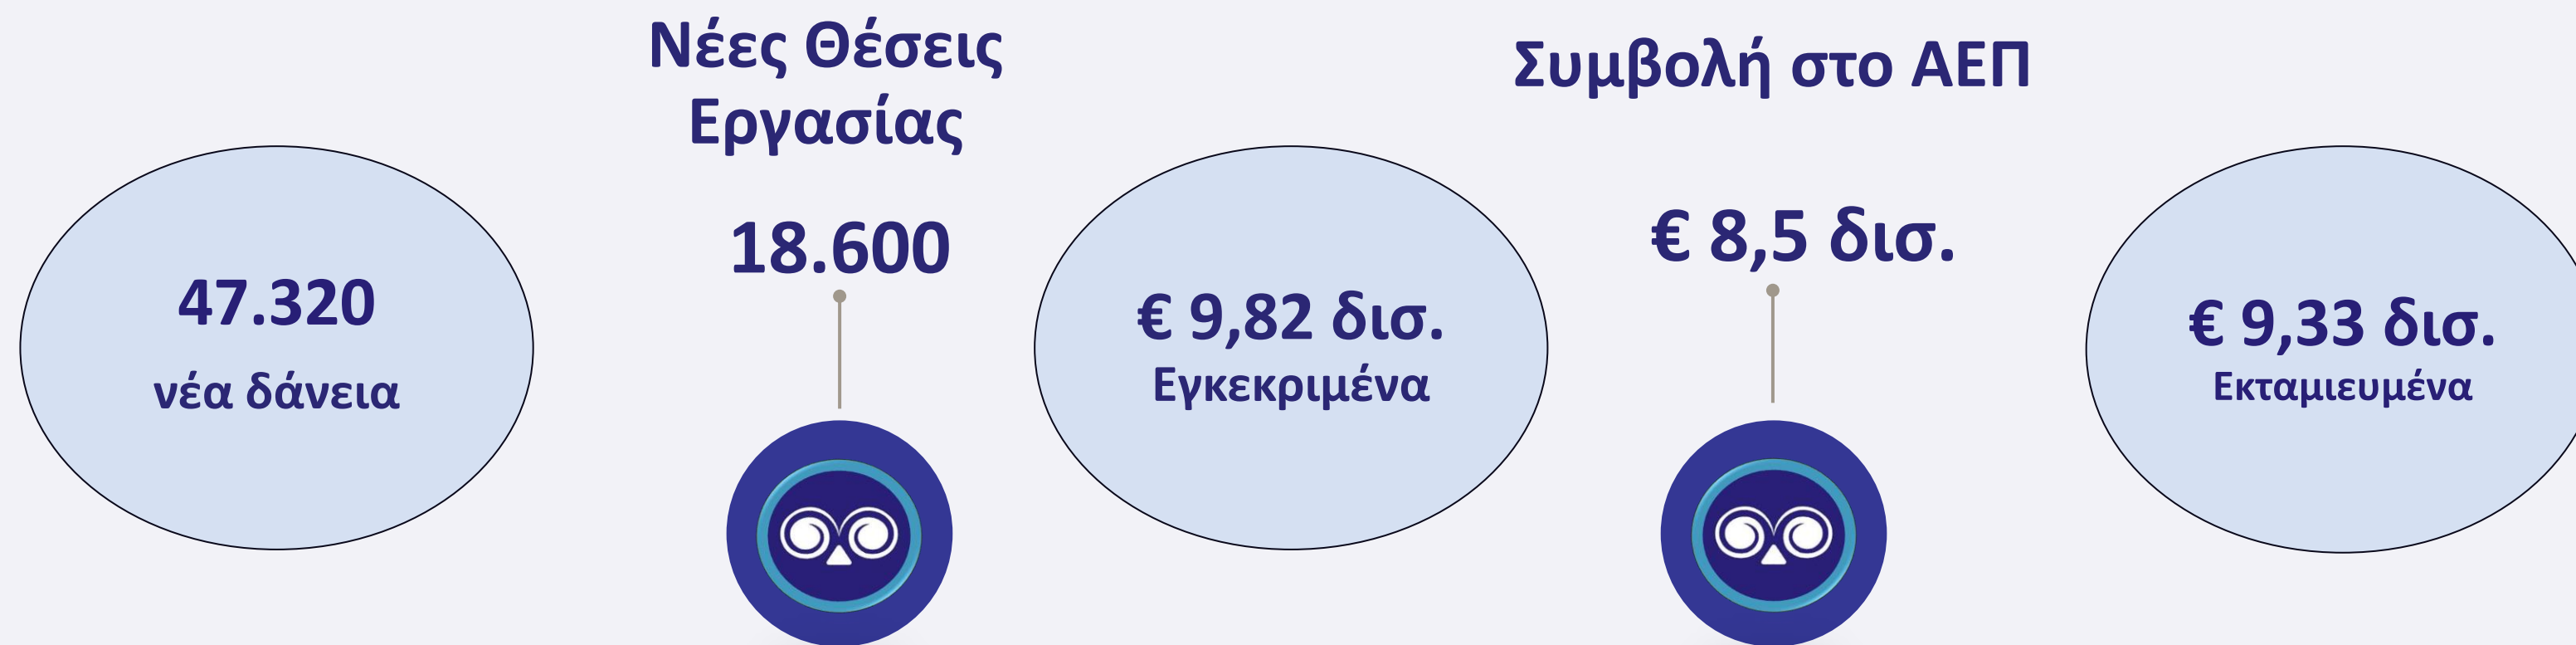 Νέες Θέσεις
Εργασίας
Συμβολή στο ΑΕΠ
47.320
νέα δάνεια
18.600
€ 9,82 δισ.
Εγκεκριμένα
€ 8,5 δισ.
€ 9,33 δισ.
Εκταμιευμένα